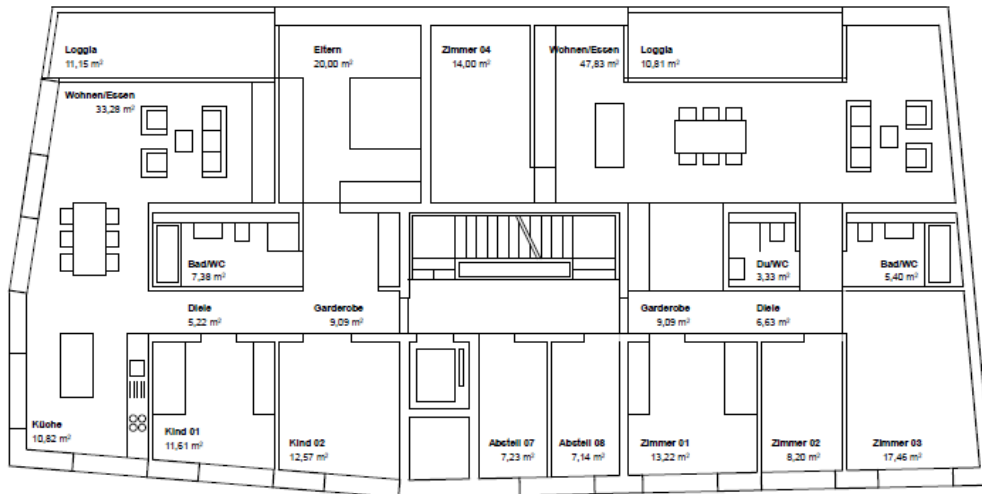 Loggia
11,15 m²
Eltern
20,00 m²
Zimmer 04
14,00 m²
Wohnen/Essen
47,83 m²
Loggia
10,81 m²
Wohnen/Essen
33,28 m²
Bad/WC
7,38 m²
Du/WC
3,33 m²
Bad/WC
5,40 m²
Diele
5,22 m²
Garderobe
9,09 m²
Garderobe
9,09 m²
Diele
6,63 m²
Küche
10,82 m²
Kind 01
11,61 m²
Kind 02
12,57 m²
Abstell 07
7,23 m²
Abstell 08
7,14 m²
Zimmer 01
13,22 m²
Zimmer 02
8,20 m²
Zimmer 03
17,46 m²